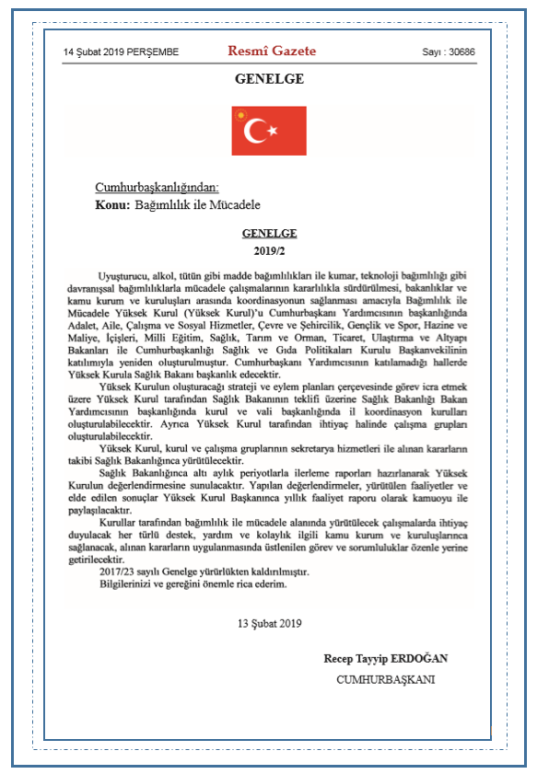 14 Şubat 2019 PERŞEMBE Resmî Gazete Sayı : 30686
GENELGE
Cumhurbaşkanlığından:
Konu: Bağımlılık ile Mücadele
GENELGE
2019/2
Uyuşturucu, alkol, tütün gibi madde bağımlılıkları ile kumar, teknoloji bağımlılığı gibi
davranışsal bağımlılıklarla mücadele çalışmalarının kararlılıkla sürdürülmesi, bakanlıklar ve
kamu kurum ve kuruluşları arasında koordinasyonun sağlanması amacıyla Bağımlılık ile
Mücadele Yüksek Kurul (Yüksek Kurul)'u Cumhurbaşkanı Yardımcısının başkanlığında
Adalet, Aile, Çalışma ve Sosyal Hizmetler, Çevre ve Şehircilik, Gençlik ve Spor, Hazine ve
Maliye, İçişleri, Milli Eğitim, Sağlık, Tarım ve Orman, Ticaret, Ulaştırma ve Altyapı
Bakanları ile Cumhurbaşkanlığı Sağlık ve Gıda Politikaları Kurulu Başkanvekilinin
katılımıyla yeniden oluşturulmuştur. Cumhurbaşkanı Yardımcısının katılamadığı hallerde
Yüksek Kurula Sağlık Bakanı başkanlık edecektir.
Yüksek Kurulun oluşturacağı strateji ve eylem planları çerçevesinde görev icra etmek
üzere Yüksek Kurul tarafından Sağlık Bakanının teklifi üzerine Sağlık Bakanlığı Bakan
Yardımcısının başkanlığında kurul ve vali başkanlığında il koordinasyon kurulları
oluşturulabilecektir. Ayrıca Yüksek Kurul tarafından ihtiyaç halinde çalışma grupları
oluşturulabilecektir.
Yüksek Kurul, kurul ve çalışma gruplarının sekretarya hizmetleri ile alınan kararların
takibi Sağlık Bakanlığınca yürütülecektir.
Sağlık Bakanlığınca altı aylık periyotlarla ilerleme raporları hazırlanarak Yüksek
Kurulun değerlendirmesine sunulacaktır. Yapılan değerlendirmeler, yürütülen faaliyetler ve
elde edilen sonuçlar Yüksek Kurul Başkanınca yıllık faaliyet raporu olarak kamuoyu ile
paylaşılacaktır.
Kurullar tarafından bağımlılık ile mücadele alanında yürütülecek çalışmalarda ihtiyaç
duyulacak her türlü destek, yardım ve kolaylık ilgili kamu kurum ve kuruluşlarınca
sağlanacak, alınan kararların uygulanmasında üstlenilen görev ve sorumluluklar özenle yerine
getirilecektir.
2017/23 sayılı Genelge yürürlükten kaldırılmıştır.
Bilgilerinizi ve gereğini önemle rica ederim.
13 Şubat 2019
Recep Tayyip ERDOĞAN
CUMHURBAŞKANI